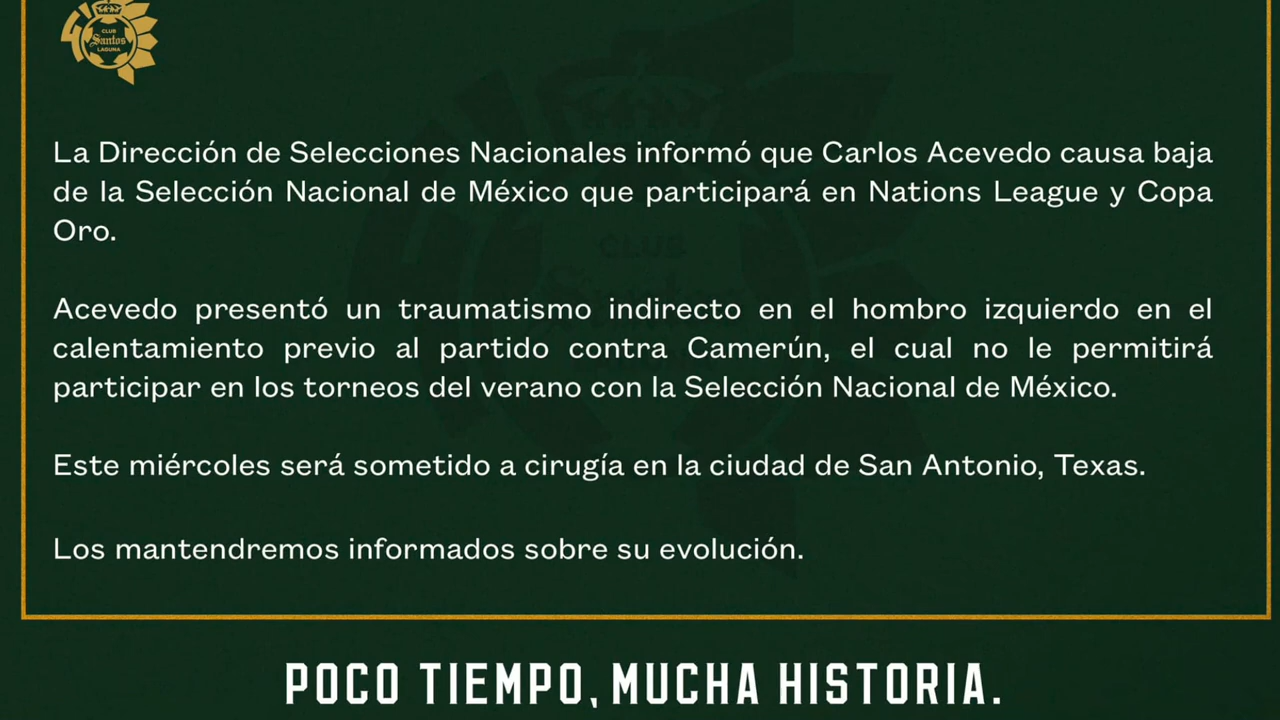 CLUB
Santos
LAGUNA
La Dirección de Selecciones Nacionales informó que Carlos Acevedo causa baja
de la Selección Nacional de México que participará en Nations League y Copa
Oro.
Acevedo presentó un traumatismo indirecto en el hombro izquierdo en el
calentamiento previo al partido contra Camerún, el cual no le permitirá
participar en los torneos del verano con la Selección Nacional de México.
Este miércoles será sometido a cirugía en la ciudad de San Antonio, Texas.
Los mantendremos informados sobre su evolución.
POCO TIEMPO, MUCHA HISTORIA.